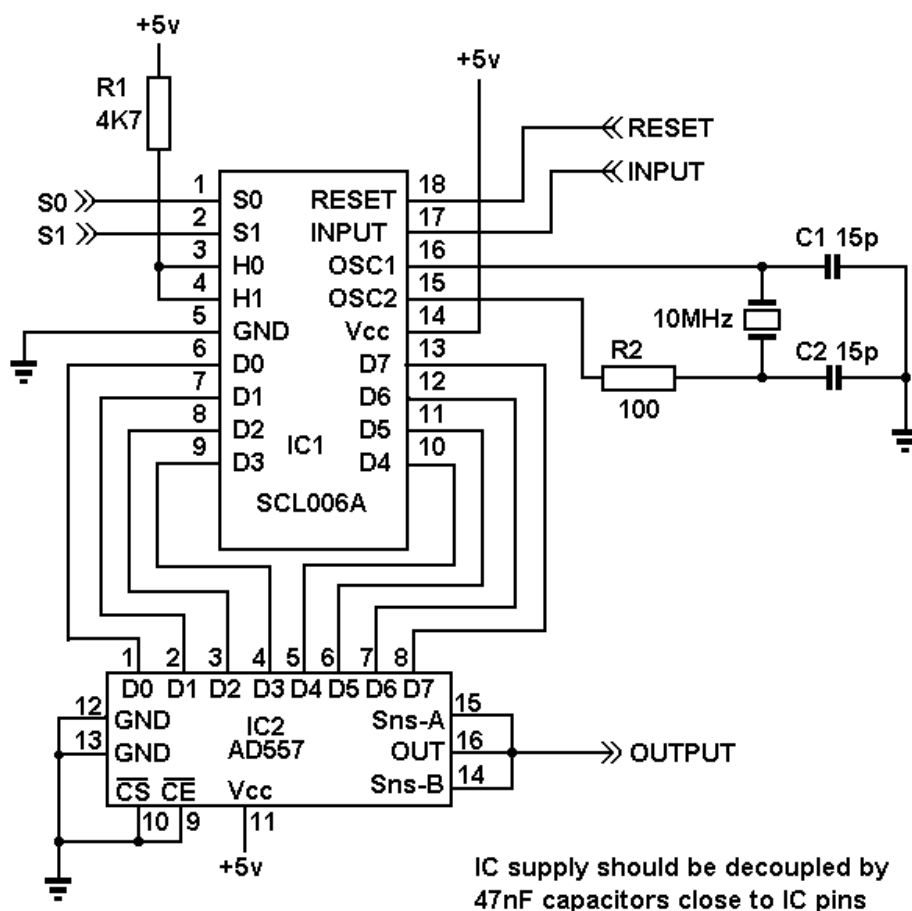 +5v
+5v
R1
4K7
RESET
INPUT
S0
S1
1 S0 RESET 18
2 S1 INPUT 17
3 H0 OSC1 16
4 H1 OSC2 15
5 GND Vcc 14
6 D0 D7 13
7 D1 D6 12
8 D2 D5 11
9 D3 D4 10
IC1
SCL006A
C1 15p
10MHz
C2 15p
R2
100
1 2 3 4 5 6 7 8
D0 D1 D2 D3 D4 D5 D6 D7
12 GND Sns-A 15
13 GND OUT 16
Sns-B 14
IC2
AD557
OUTPUT
CS CE Vcc
10 9 11
+5v
IC supply should be decoupled by
47nF capacitors close to IC pins